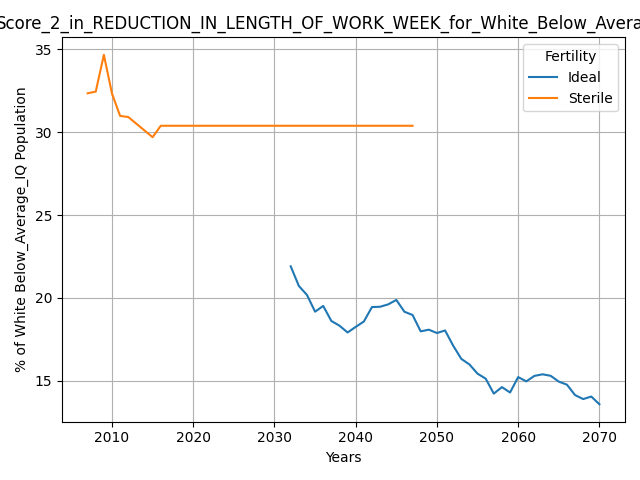 Score_2_in_REDUCTION_IN_LENGTH_OF_WORK_WEEK_for_White_Below_Avera
Fertility
Ideal
Sterile
% of White Below_Average_IQ Population
35
30
25
20
15
2010 2020 2030 2040 2050 2060 2070
Years